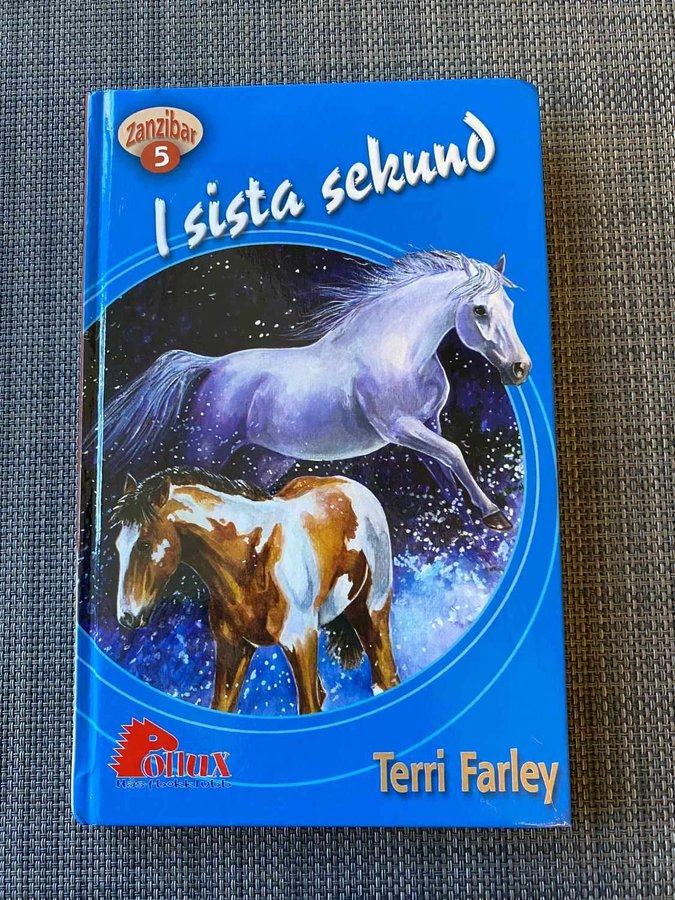 Zanzibar
5
I sista sekund
Pollux
Hästbokklubb
Terri Farley